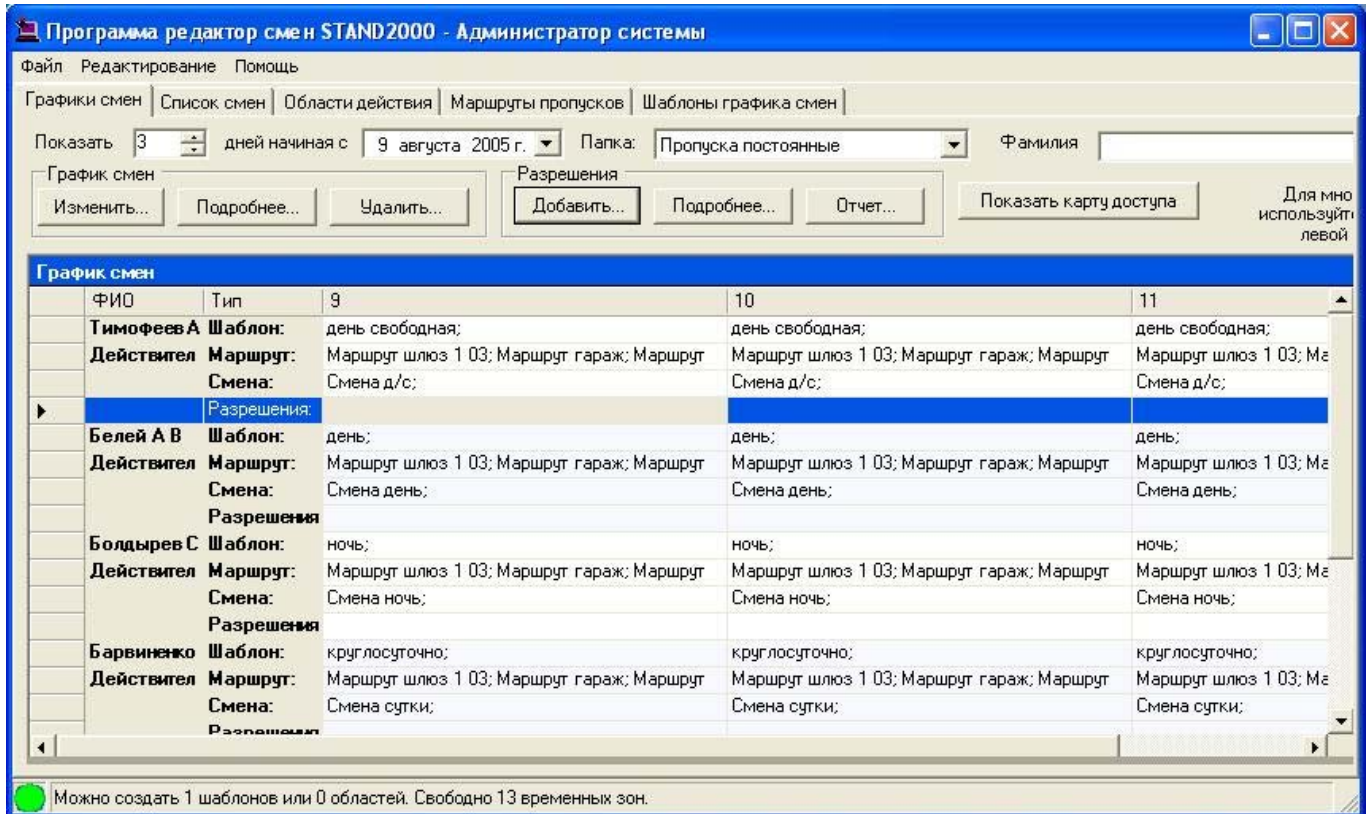 Программа редактор смен STAND2000 - Администратор системы
Файл Редактирование Помощь
Графики смен Список смен Области действия Маршруты пропусков Шаблоны графика смен
Показать 3 дней начиная с 9 августа 2005 г. Папка: Пропуска постоянные Фамилия
График смен Разрешения
Изменить... Подробнее... Удалить... Добавить... Подробнее... Отчет... Показать карту доступа
Для мно
используйт
левой
График смен
ФИО Тип 9 10 11
Тимофеев А Шаблон: день свободная; день свободная; день свободная;
Действител Маршрут: Маршрут шлюз 1 03; Маршрут гараж; Маршрут Маршрут шлюз 1 03; Маршрут гараж; Маршрут Маршрут шлюз 1 03; Ма
Смена: Смена д/с; Смена д/с; Смена д/с;
Разрешения:
Белей А В Шаблон: день; день; день;
Действител Маршрут: Маршрут шлюз 1 03; Маршрут гараж; Маршрут Маршрут шлюз 1 03; Маршрут гараж; Маршрут Маршрут шлюз 1 03; Ма
Смена: Смена день; Смена день; Смена день;
Разрешения
Болдырев С Шаблон: ночь; ночь; ночь;
Действител Маршрут: Маршрут шлюз 1 03; Маршрут гараж; Маршрут Маршрут шлюз 1 03; Маршрут гараж; Маршрут Маршрут шлюз 1 03; Ма
Смена: Смена ночь; Смена ночь; Смена ночь;
Разрешения
Барвиненко Шаблон: круглосуточно; круглосуточно; круглосуточно;
Действител Маршрут: Маршрут шлюз 1 03; Маршрут гараж; Маршрут Маршрут шлюз 1 03; Маршрут гараж; Маршрут Маршрут шлюз 1 03; Ма
Смена: Смена сутки; Смена сутки; Смена сутки;
Разрешения
Можно создать 1 шаблонов или 0 областей. Свободно 13 временных зон.